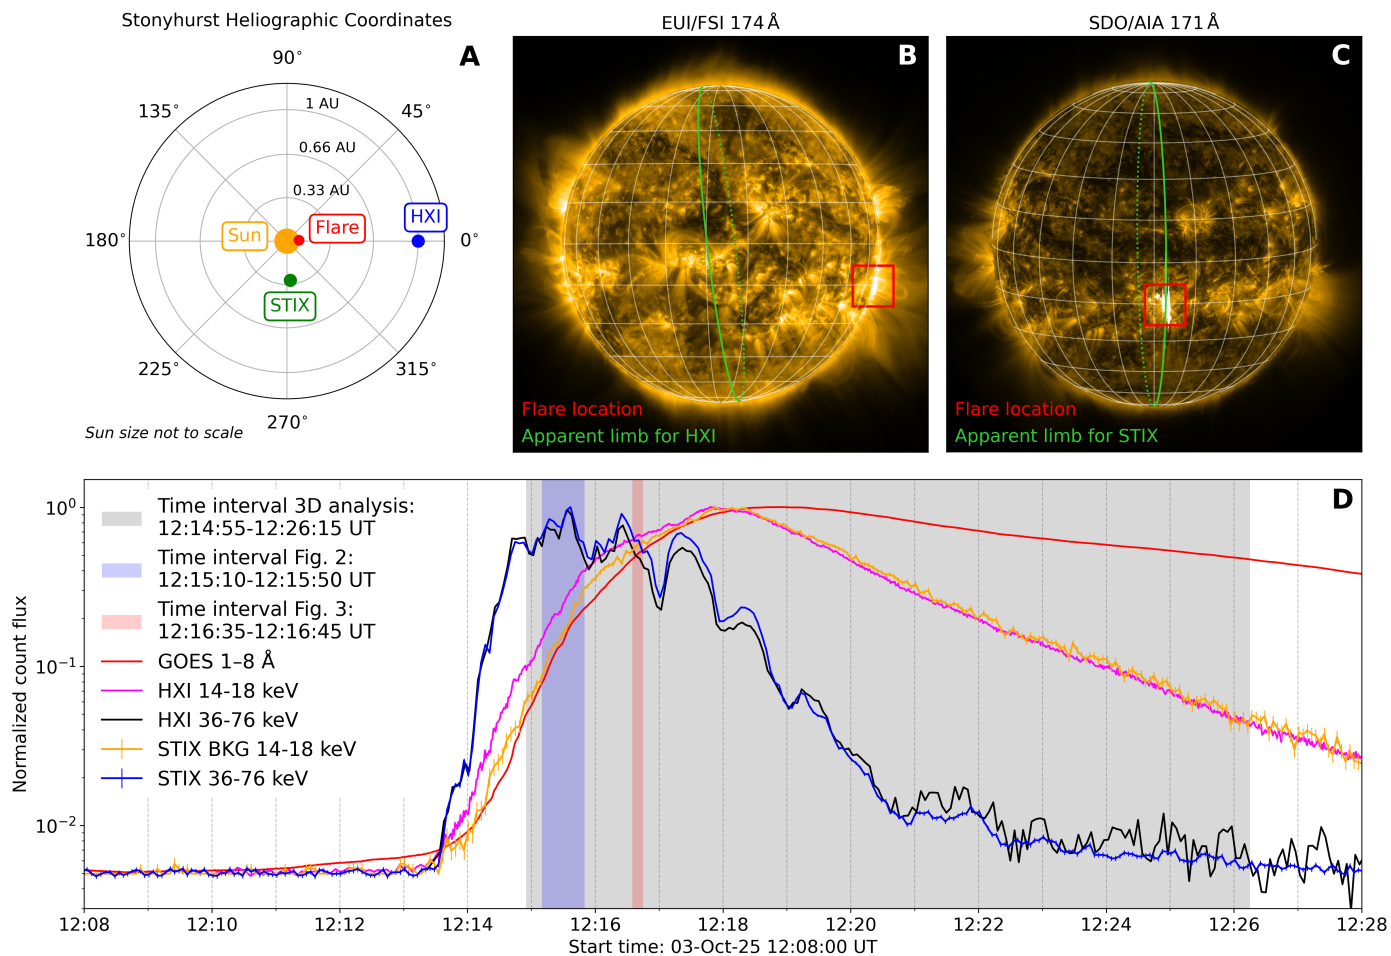 Stonyhurst Heliographic Coordinates
A
90°
135°
45°
1 AU
0.66 AU
0.33 AU
HXI
Sun
Flare
180°
0°
STIX
225°
315°
270°
Sun size not to scale
EUI/FSI 174 Å
B
Flare location
Apparent limb for HXI
SDO/AIA 171 Å
C
Flare location
Apparent limb for STIX
D
Normalized count flux
10⁰
10⁻¹
10⁻²
Time interval 3D analysis:
12:14:55-12:26:15 UT
Time interval Fig. 2:
12:15:10-12:15:50 UT
Time interval Fig. 3:
12:16:35-12:16:45 UT
GOES 1–8 Å
HXI 14-18 keV
HXI 36-76 keV
STIX BKG 14-18 keV
STIX 36-76 keV
12:08 12:10 12:12 12:14 12:16 12:18 12:20 12:22 12:24 12:26 12:28
Start time: 03-Oct-25 12:08:00 UT